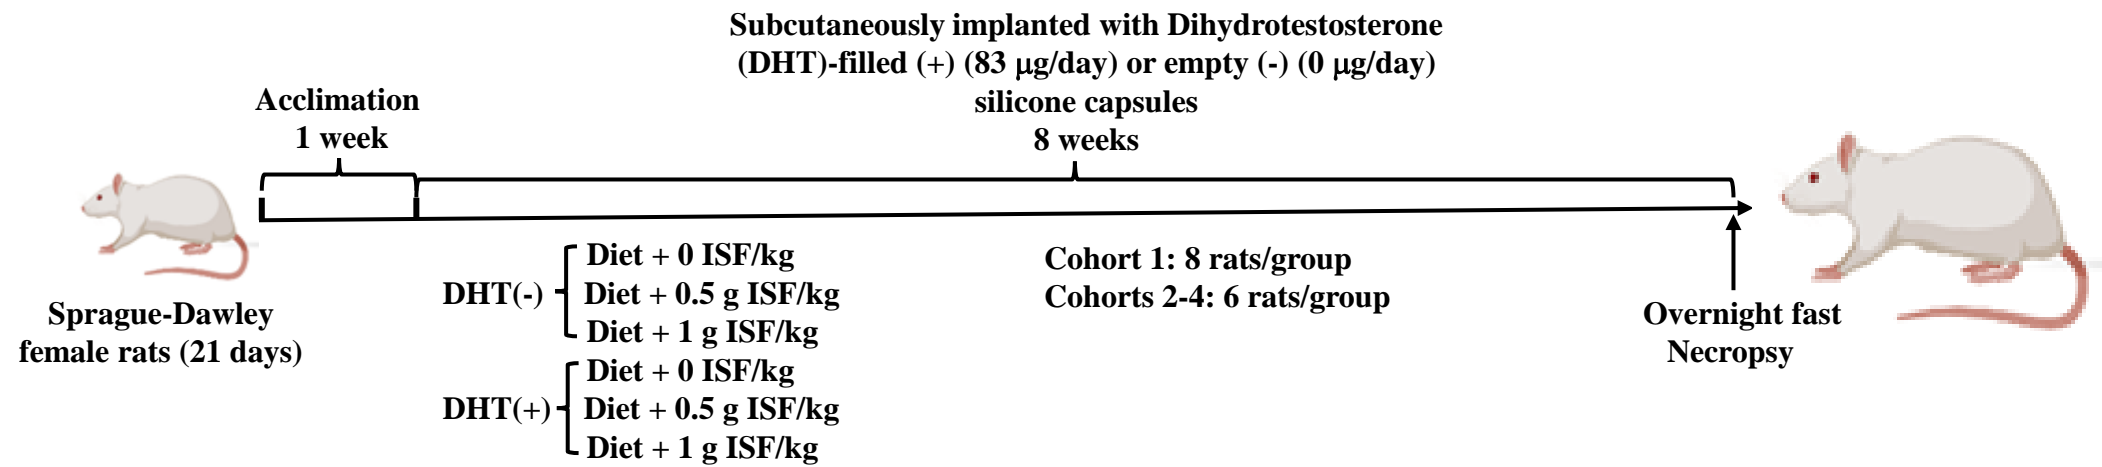 Subcutaneously implanted with Dihydrotestosterone
(DHT)-filled (+) (83 μg/day) or empty (-) (0 μg/day)
silicone capsules
8 weeks
Acclimation
1 week
Sprague-Dawley
female rats (21 days)
DHT(-)
Diet + 0 ISF/kg
Diet + 0.5 g ISF/kg
Diet + 1 g ISF/kg
DHT(+)
Diet + 0 ISF/kg
Diet + 0.5 g ISF/kg
Diet + 1 g ISF/kg
Cohort 1: 8 rats/group
Cohorts 2-4: 6 rats/group
Overnight fast
Necropsy